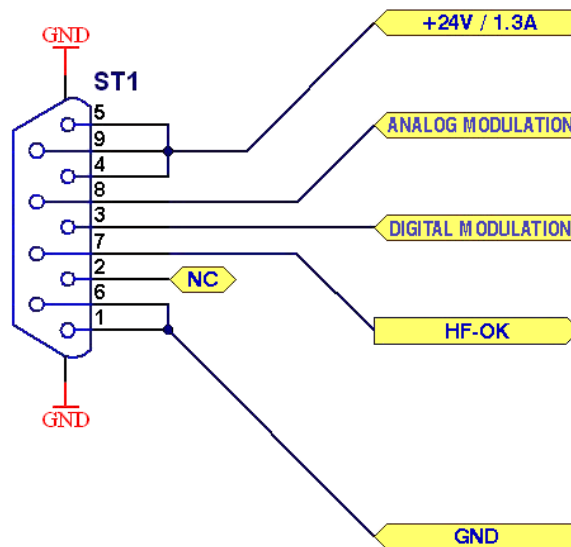 +24V / 1.3A
GND
ST1
5
ANALOG MODULATION
9
4
8
3
DIGITAL MODULATION
7
2
NC
6
1
HF-OK
GND
GND